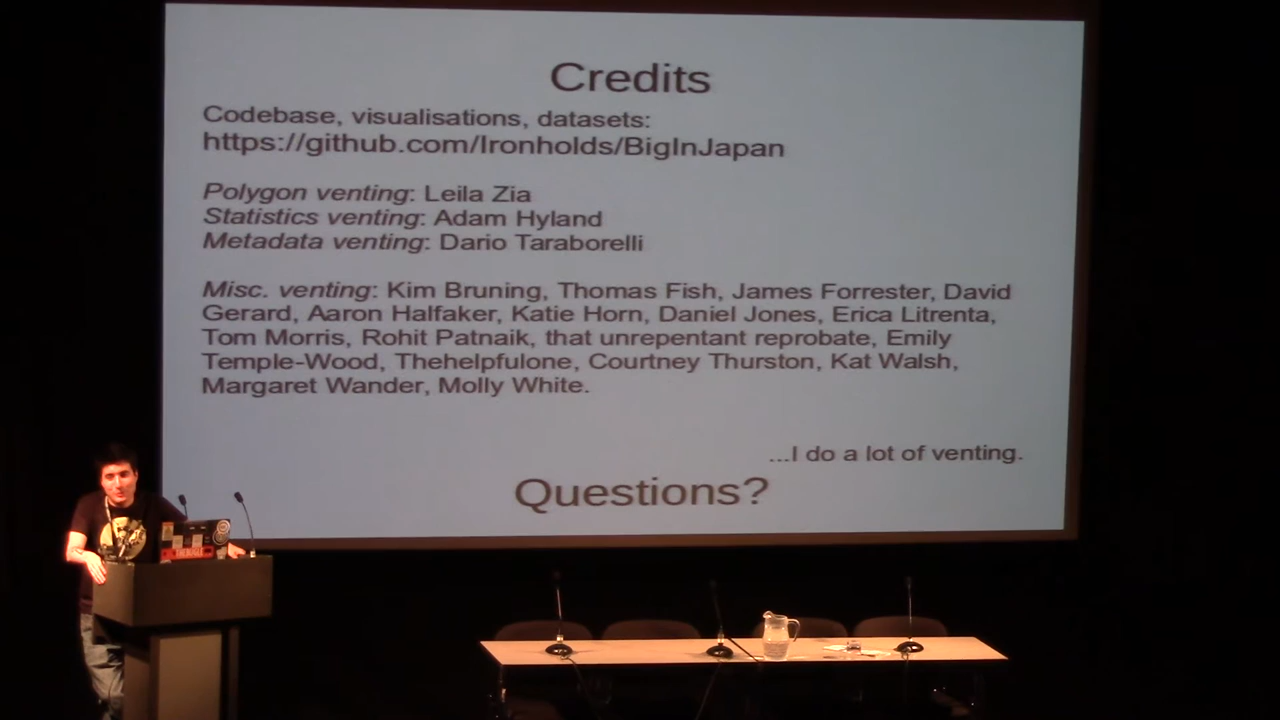 Credits
Codebase, visualisations, datasets:
https://github.com/Ironholds/BigInJapan
Polygon venting: Leila Zia
Statistics venting: Adam Hyland
Metadata venting: Dario Taraborelli
Misc. venting: Kim Bruning, Thomas Fish, James Forrester, David
Gerard, Aaron Halfaker, Katie Horn, Daniel Jones, Erica Litrenta,
Tom Morris, Rohit Patnaik, that unrepentant reprobate, Emily
Temple-Wood, Thehelpfulone, Courtney Thurston, Kat Walsh,
Margaret Wander, Molly White.
...I do a lot of venting.
Questions?